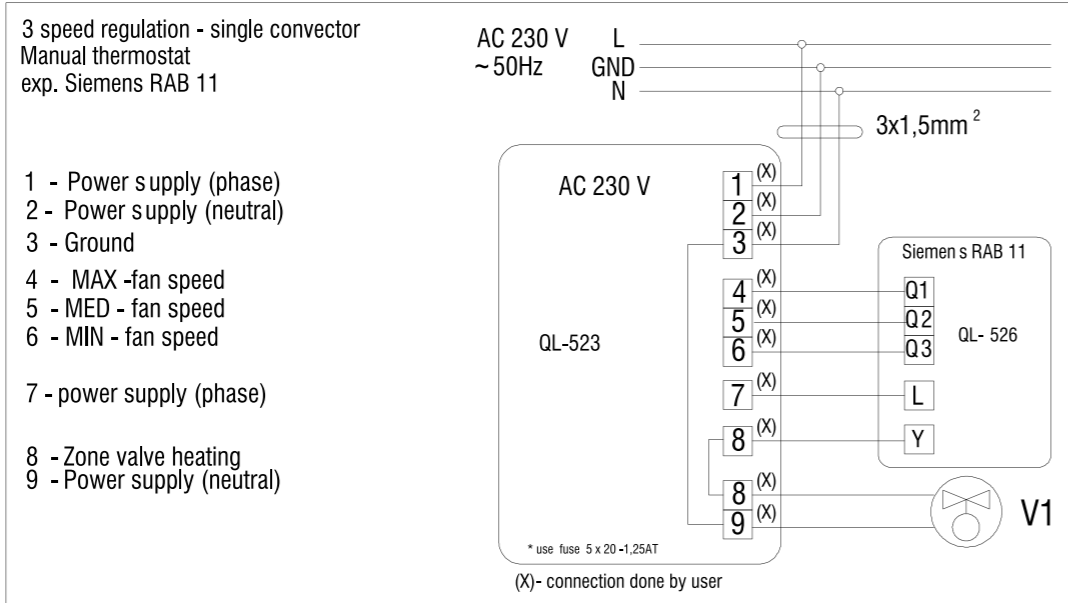 3 speed regulation - single convector
Manual thermostat
exp. Siemens RAB 11
1 - Power supply (phase)
2 - Power supply (neutral)
3 - Ground
4 - MAX -fan speed
5 - MED - fan speed
6 - MIN - fan speed
7 - power supply (phase)
8 - Zone valve heating
9 - Power supply (neutral)
AC 230 V L
~ 50Hz GND
N
3x1,5mm²
AC 230 V
1 (X)
2 (X)
3 (X)
4 (X)
5 (X)
6 (X)
7 (X)
8 (X)
8 (X)
9 (X)
QL-523
* use fuse 5 x 20 -1,25AT
Siemens RAB 11
Q1
Q2
Q3
L
Y
QL- 526
V1
(X)- connection done by user